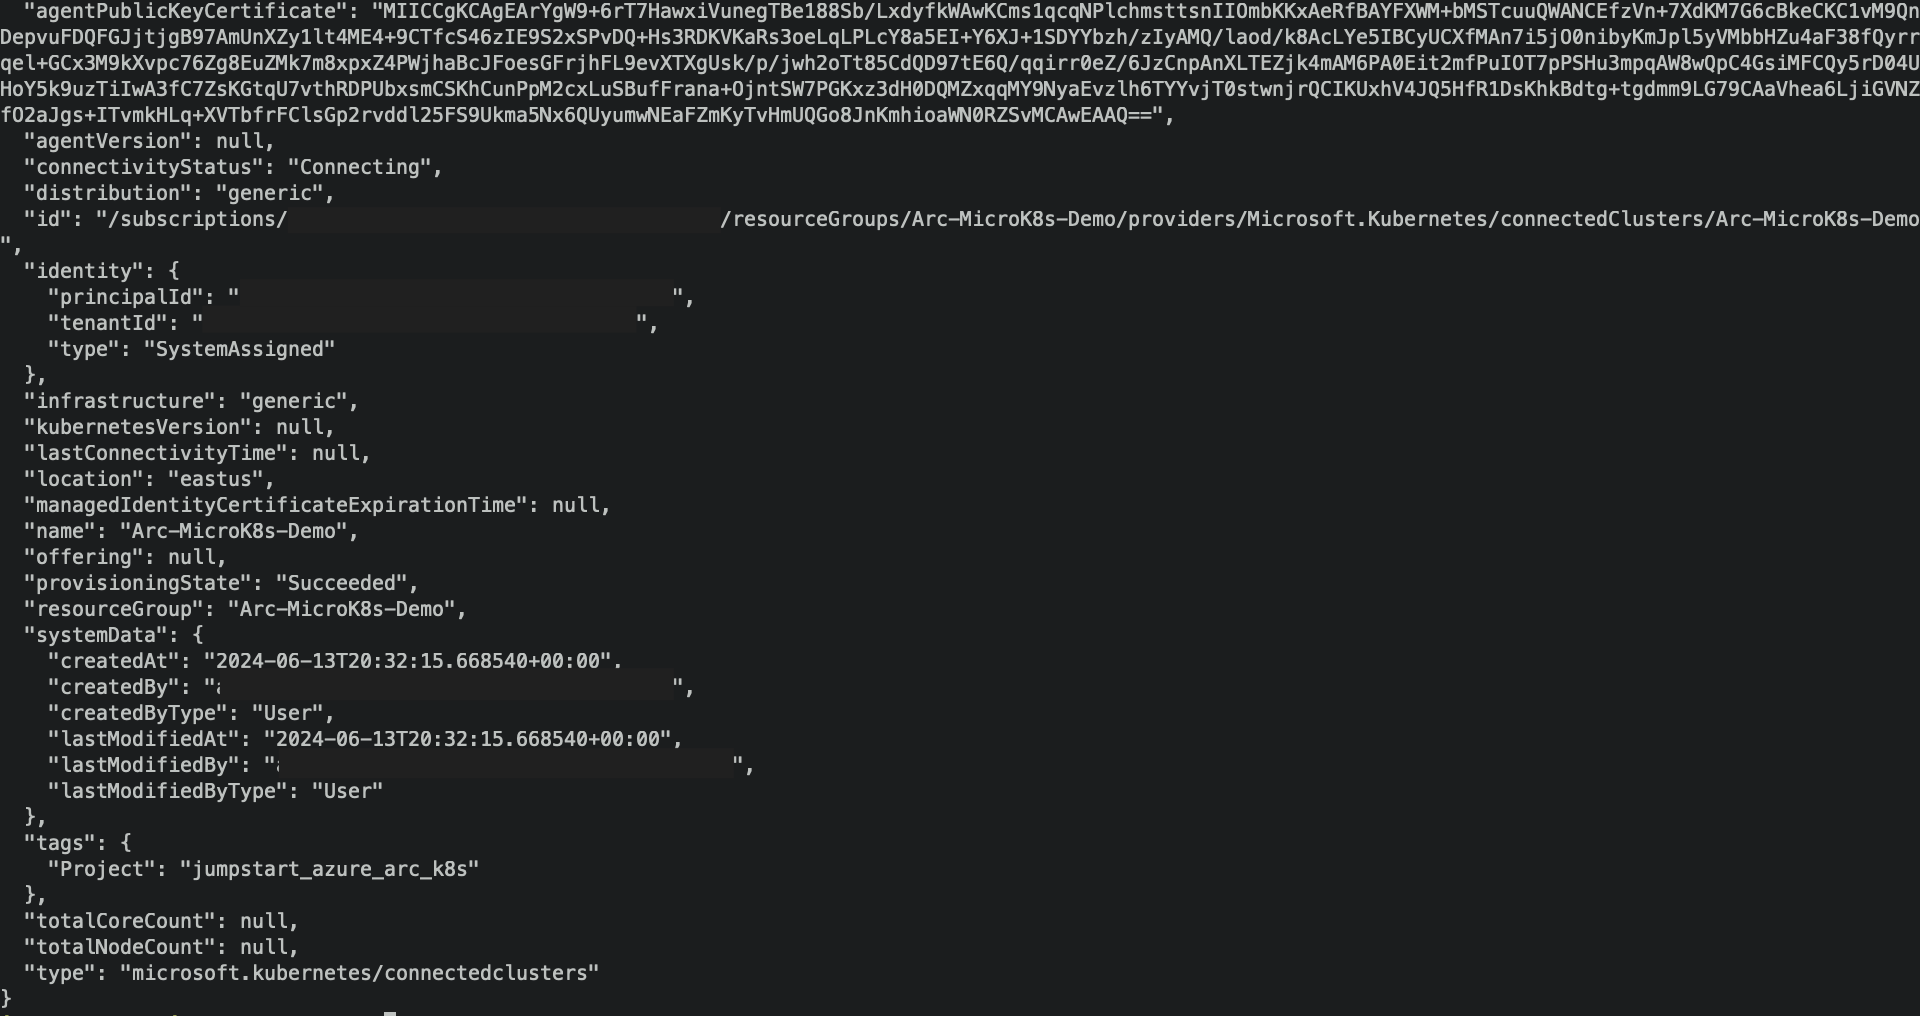 "agentPublicKeyCertificate": "MIICCgKCAgEArYgW9+6rT7HawxiVunegTBe188Sb/LxdyfkWAwKCms1qcqNPlchmsttsnIIOmbKKxAeRfBAYFXWM+bMSTcuuQWANCEfzVn+7XdKM7G6cBkeCKC1vM9Qn
DepvuFDQFGJjtjgB97AmUnXZy1lt4ME4+9CTfcS46zIE9S2xSPvDQ+Hs3RDKVKaRs3oeLqLPLcY8a5EI+Y6XJ+1SDYYbzh/zIyAMQ/laod/k8AcLYe5IBCyUCXfMAn7i5jO0nibyKmJpl5yVMbbHZu4aF38fQyrr
qel+GCx3M9kXvpc76Zg8EuZMk7m8xpxZ4PWjhaBcJFoesGFrjhFL9evXTXgUsk/p/jwh2oTt85CdQD97tE6Q/qqirr0eZ/6JzCnpAnXLTEZjk4mAM6PA0Eit2mfPuIOT7pPSHu3mpqAW8wQpC4GsiMFCQy5rD04U
HoY5k9uzTiIwA3fC7ZsKGtqU7vthRDPUbxsmCSKhCunPpM2cxLuSBufFrana+OjntSW7PGKxz3dH0DQMZxqqMY9NyaEvzlh6TYYvjT0stwnjrQCIKUxhV4JQ5HfR1DsKhkBdtg+tgdmm9LG79CAaVhea6LjiGVNZ
fO2aJgs+ITvmkHLq+XVTbfrFClsGp2rvddl25FS9Ukma5Nx6QUyumwNEaFZmKyTvHmUQGo8JnKmhioaWN0RZSvMCAwEAAQ==",
"agentVersion": null,
"connectivityStatus": "Connecting",
"distribution": "generic",
"id": "/subscriptions/ /resourceGroups/Arc-MicroK8s-Demo/providers/Microsoft.Kubernetes/connectedClusters/Arc-MicroK8s-Demo
",
"identity": {
"principalId": " ",
"tenantId": " ",
"type": "SystemAssigned"
},
"infrastructure": "generic",
"kubernetesVersion": null,
"lastConnectivityTime": null,
"location": "eastus",
"managedIdentityCertificateExpirationTime": null,
"name": "Arc-MicroK8s-Demo",
"offering": null,
"provisioningState": "Succeeded",
"resourceGroup": "Arc-MicroK8s-Demo",
"systemData": {
"createdAt": "2024-06-13T20:32:15.668540+00:00".
"createdBy": " ",
"createdByType": "User",
"lastModifiedAt": "2024-06-13T20:32:15.668540+00:00",
"lastModifiedBy": " ",
"lastModifiedByType": "User"
},
"tags": {
"Project": "jumpstart_azure_arc_k8s"
},
"totalCoreCount": null,
"totalNodeCount": null,
"type": "microsoft.kubernetes/connectedclusters"
}